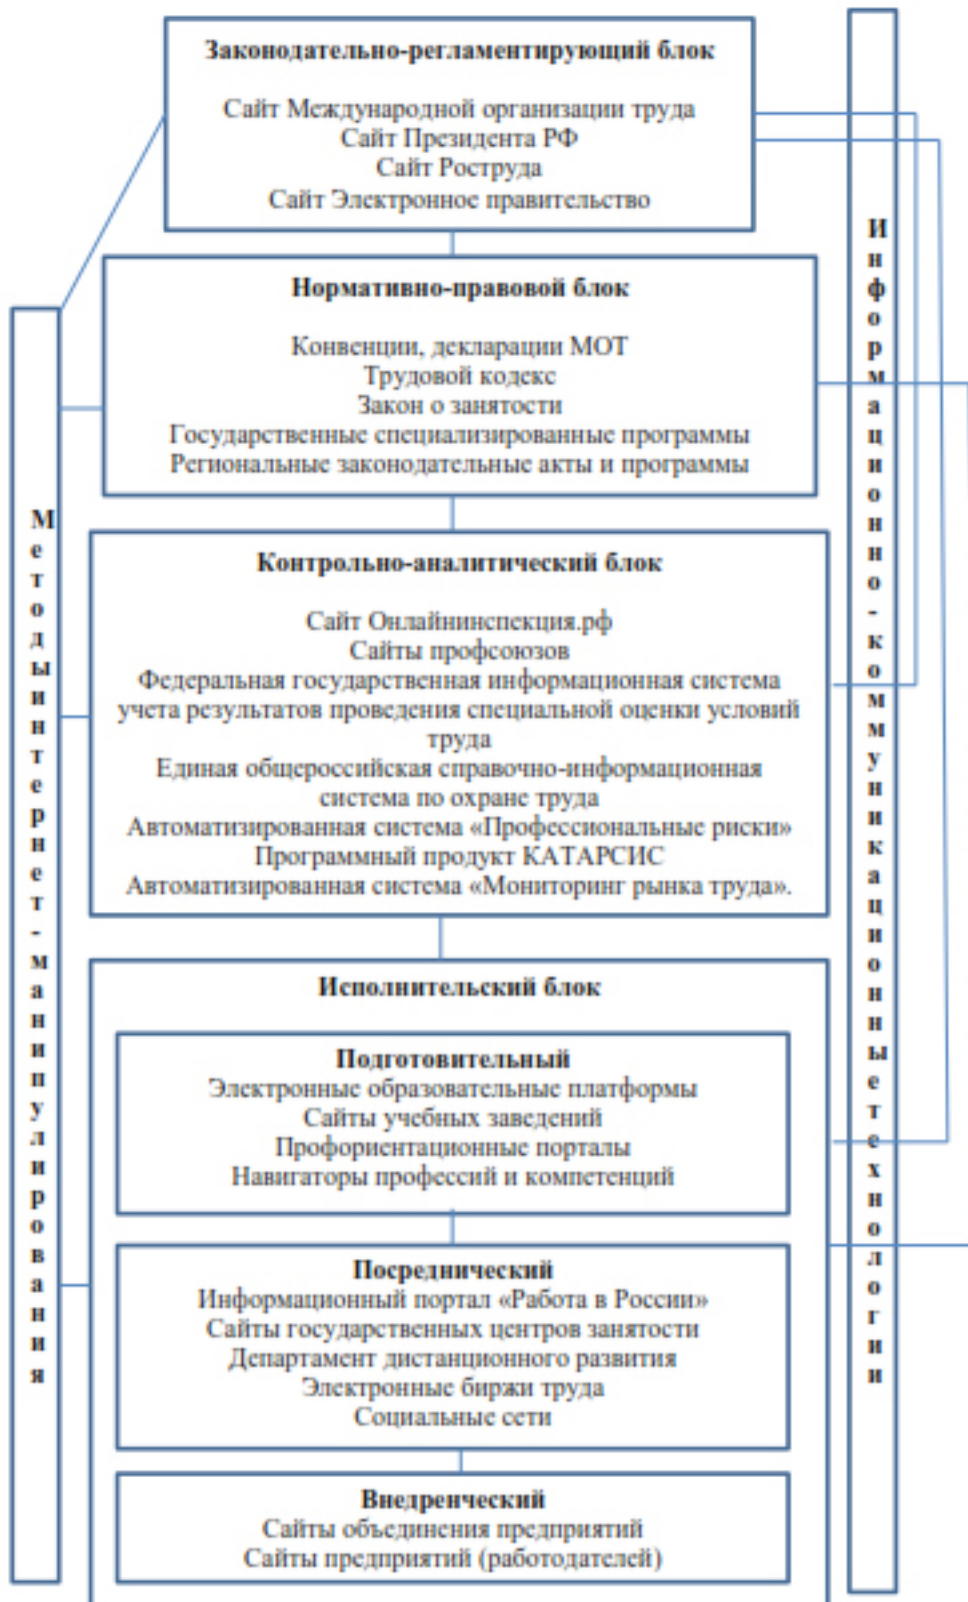 Законодательно-регламентирующий блок
Сайт Международной организации труда
Сайт Президента РФ
Сайт Роструда
Сайт Электронное правительство
Нормативно-правовой блок
Конвенции, декларации МОТ
Трудовой кодекс
Закон о занятости
Государственные специализированные программы
Региональные законодательные акты и программы
Контрольно-аналитический блок
Сайт Онлайнинспекция.рф
Сайты профсоюзов
Федеральная государственная информационная система
учета результатов проведения специальной оценки условий
труда
Единая общероссийская справочно-информационная
система по охране труда
Автоматизированная система «Профессиональные риски»
Программный продукт КАТАРСИС
Автоматизированная система «Мониторинг рынка труда».
Исполнительский блок
Подготовительный
Электронные образовательные платформы
Сайты учебных заведений
Профориентационные порталы
Навигаторы профессий и компетенций
Посреднический
Информационный портал «Работа в России»
Сайты государственных центров занятости
Департамент дистанционного развития
Электронные биржи труда
Социальные сети
Внедренческий
Сайты объединения предприятий
Сайты предприятий (работодателей)
Методыинтернет-манипулирования
Информационно-коммуникационныетехнологии